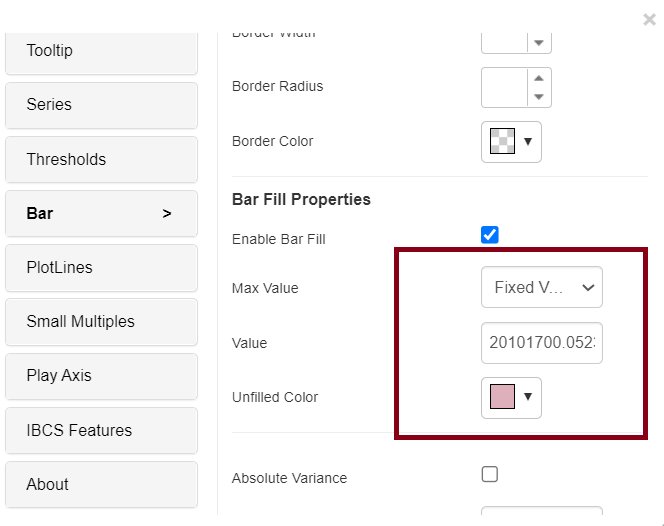 ×
Tooltip
Series
Thresholds
Bar >
PlotLines
Small Multiples
Play Axis
IBCS Features
About
Border Width
Border Radius
Border Color
Bar Fill Properties
Enable Bar Fill
Max Value Fixed V...
Value 20101700.052
Unfilled Color
Absolute Variance